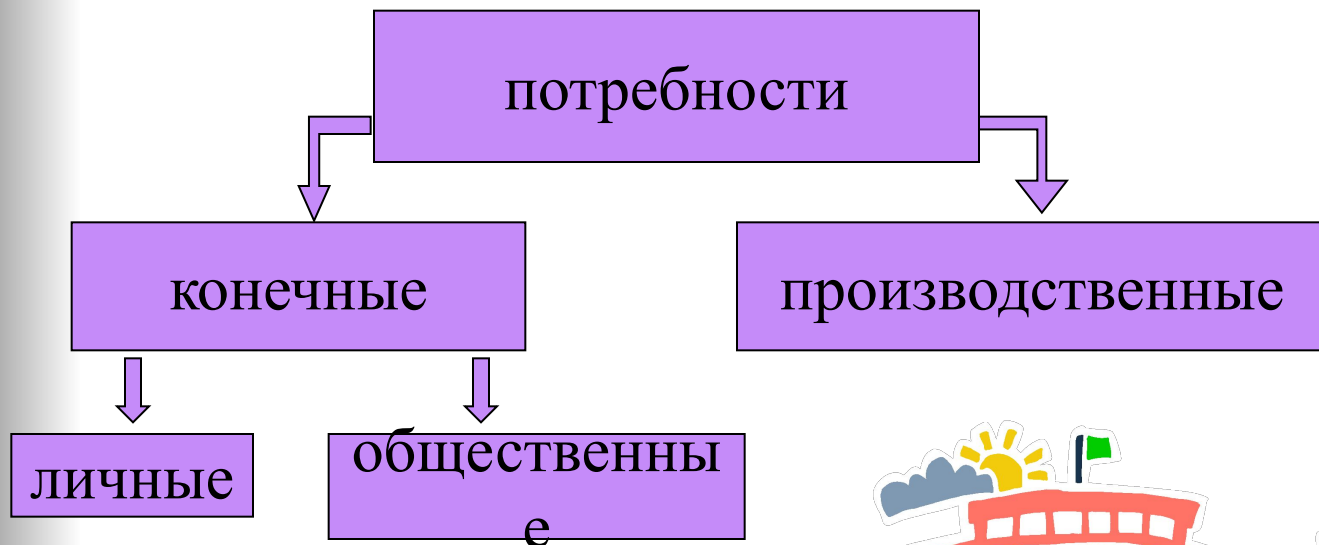 потребности
конечные
производственные
личные
общественны
е